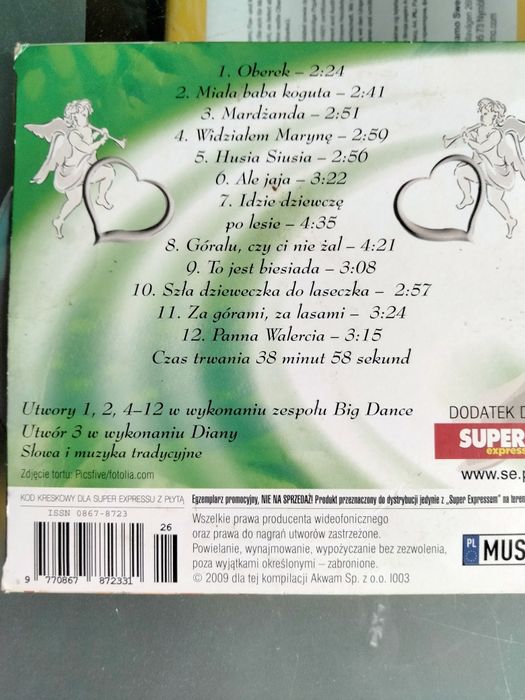 1. Oberek – 2:24
2. Miała baba koguta – 2:41
3. Mardżanda – 2:51
4. Widziałem Marynę – 2:59
5. Husia Siusia – 2:56
6. Ale jaja – 3:22
7. Idzie dziewczę
po lesie – 4:35
8. Góralu, czy ci nie żal – 4:21
9. To jest biesiada – 3:08
10. Szła dzieweczka do laseczka – 2:57
11. Za górami, za lasami – 3:24
12. Panna Walercia – 3:15
Czas trwania 38 minut 58 sekund
Utwory 1, 2, 4–12 w wykonaniu zespołu Big Dance
Utwór 3 w wykonaniu Diany
Słowa i muzyka tradycyjne
Zdjęcie tortu: Picsfive/fotolia.com
DODATEK D
SUPER
express
www.se.p
KOD KRESKOWY DLA SUPER EXPRESSU Z PŁYTĄ
Egzemplarz promocyjny, NIE NA SPRZEDAŻ! Produkt przeznaczony do dystrybucji jedynie z „Super Expressem” na teren
ISSN 0867-8723
26
9 770867 872331
Wszelkie prawa producenta wideofonicznego
oraz prawa do nagrań utworów zastrzeżone.
Powielanie, wynajmowanie, wypożyczanie bez zezwolenia,
poza wyjątkami określonymi – zabronione.
© 2009 dla tej kompilacji Akwam Sp. z o.o. I003
PL
MUS